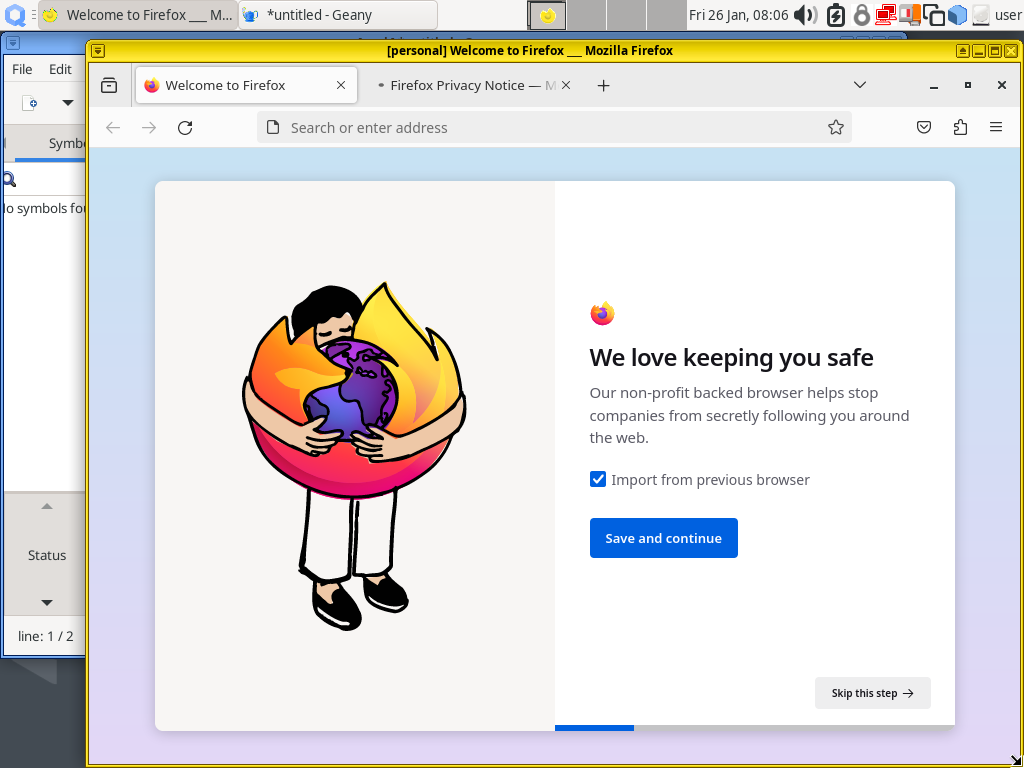 Welcome to Firefox ___ M...
*untitled - Geany
Fri 26 Jan, 08:06
user
[personal] Welcome to Firefox ___ Mozilla Firefox
File Edit
Welcome to Firefox
Firefox Privacy Notice — M
Search or enter address
Symb
lo symbols fou
We love keeping you safe
Our non-profit backed browser helps stop
companies from secretly following you around
the web.
Import from previous browser
Save and continue
Status
line: 1 / 2
Skip this step